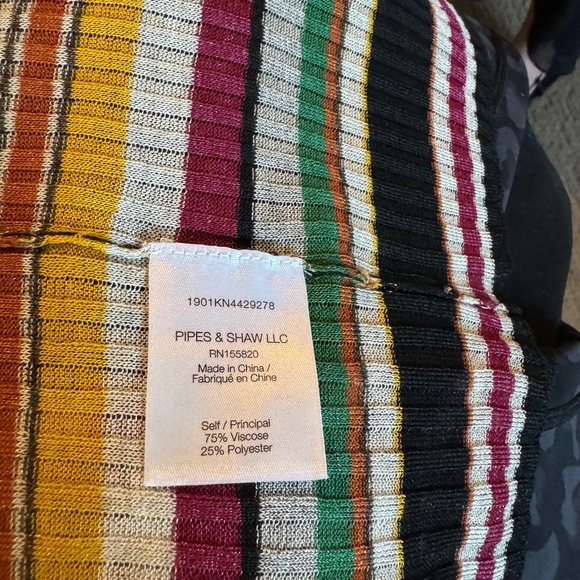 1901KN4429278
PIPES & SHAW LLC
RN155820
Made in China /
Fabriqué en Chine
Self / Principal
75% Viscose
25% Polyester